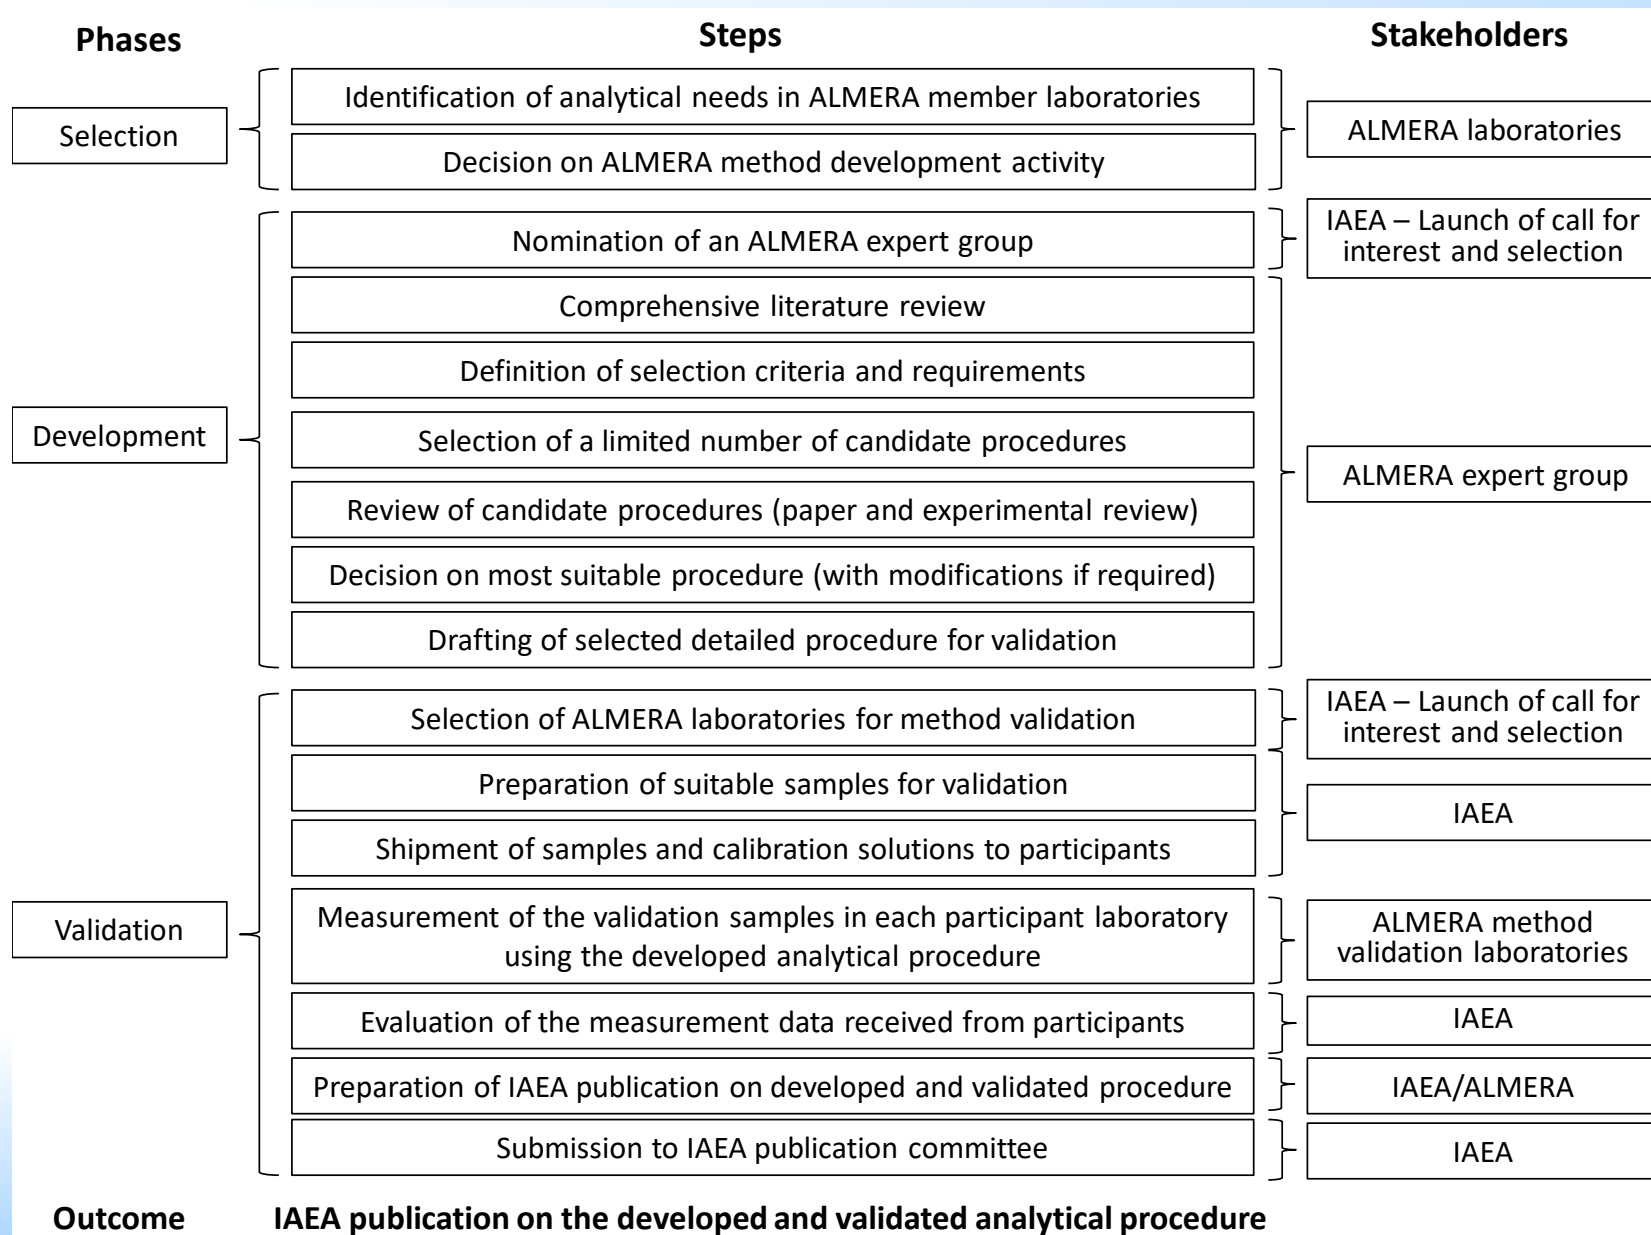 Phases
Steps
Stakeholders
Selection
Identification of analytical needs in ALMERA member laboratories
Decision on ALMERA method development activity
ALMERA laboratories
Development
Nomination of an ALMERA expert group
IAEA – Launch of call for
interest and selection
Comprehensive literature review
Definition of selection criteria and requirements
Selection of a limited number of candidate procedures
Review of candidate procedures (paper and experimental review)
Decision on most suitable procedure (with modifications if required)
Drafting of selected detailed procedure for validation
ALMERA expert group
Validation
Selection of ALMERA laboratories for method validation
IAEA – Launch of call for
interest and selection
Preparation of suitable samples for validation
Shipment of samples and calibration solutions to participants
IAEA
Measurement of the validation samples in each participant laboratory
using the developed analytical procedure
ALMERA method
validation laboratories
Evaluation of the measurement data received from participants
IAEA
Preparation of IAEA publication on developed and validated procedure
IAEA/ALMERA
Submission to IAEA publication committee
IAEA
Outcome
IAEA publication on the developed and validated analytical procedure